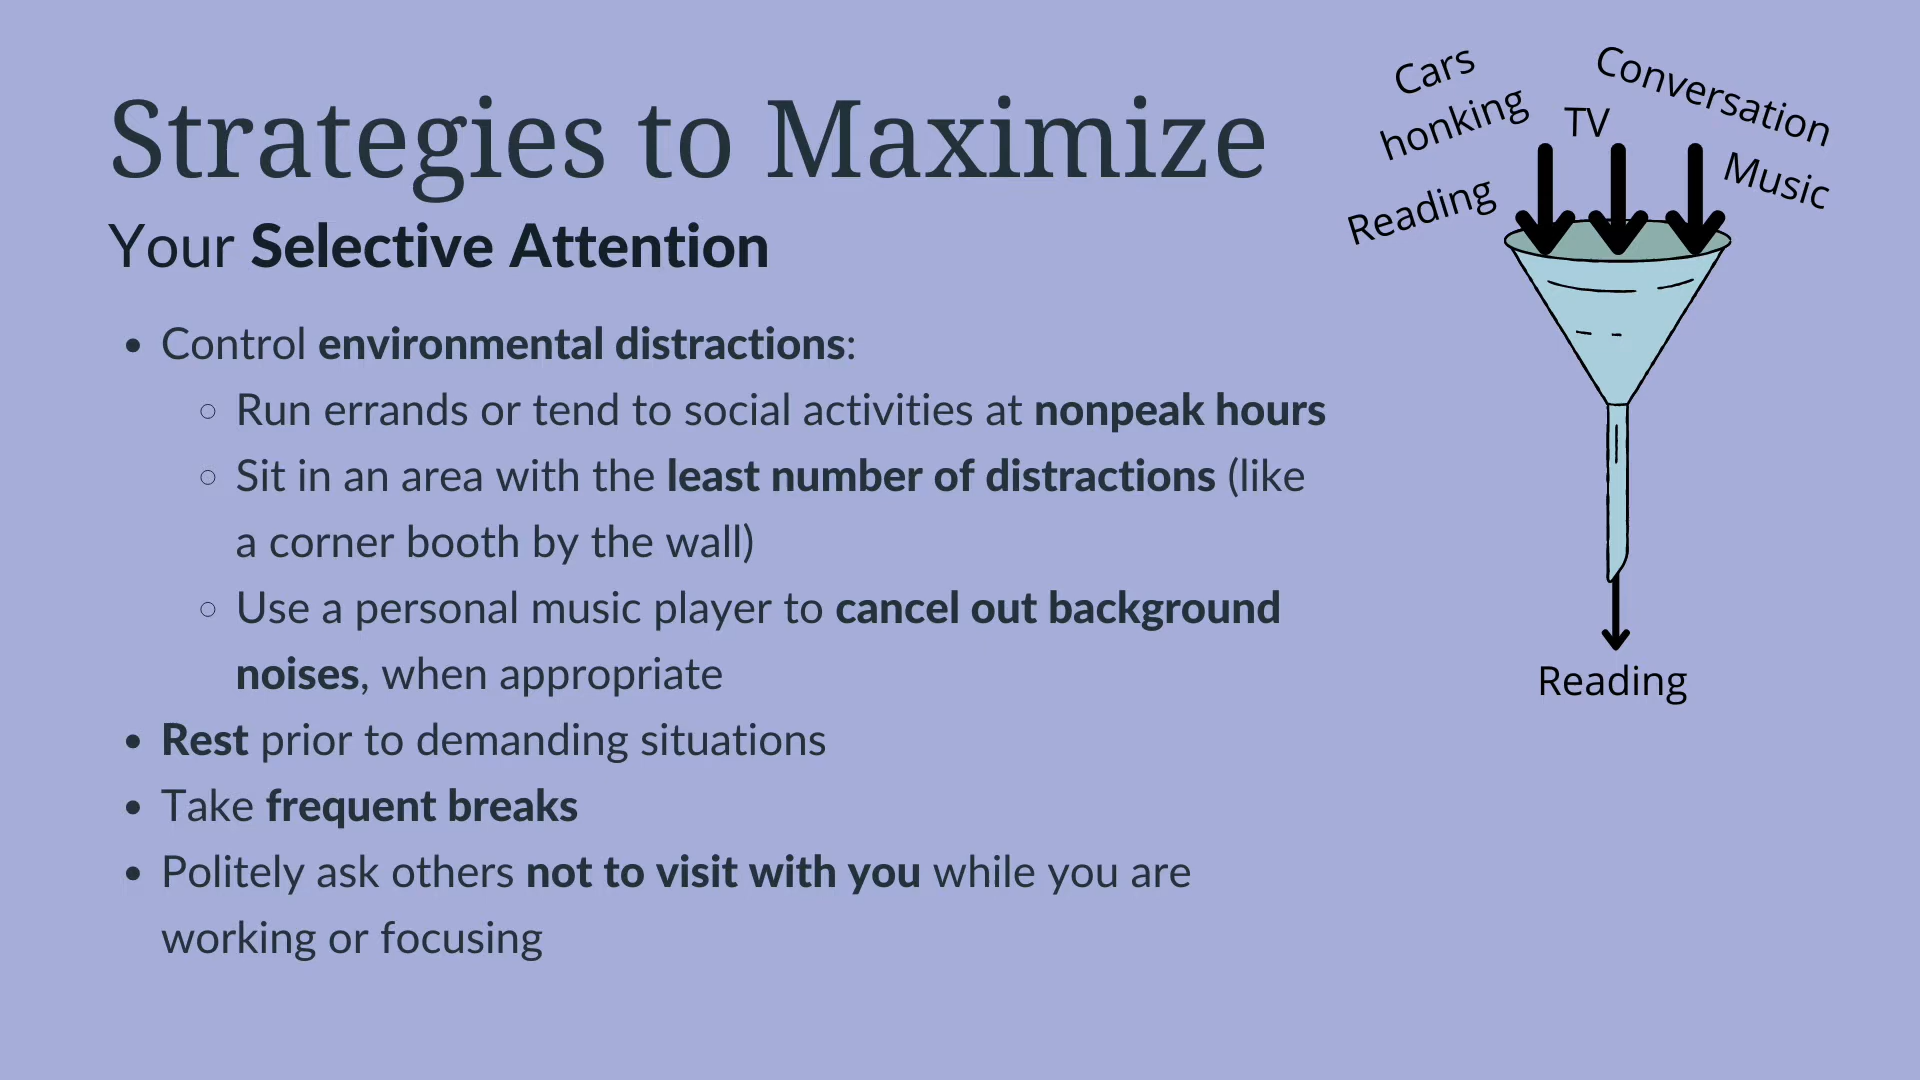 Strategies to Maximize
Your Selective Attention
• Control environmental distractions:
◦ Run errands or tend to social activities at nonpeak hours
◦ Sit in an area with the least number of distractions (like
a corner booth by the wall)
◦ Use a personal music player to cancel out background
noises, when appropriate
• Rest prior to demanding situations
• Take frequent breaks
• Politely ask others not to visit with you while you are
working or focusing
Cars
honking
TV
Conversation
Music
Reading
Reading